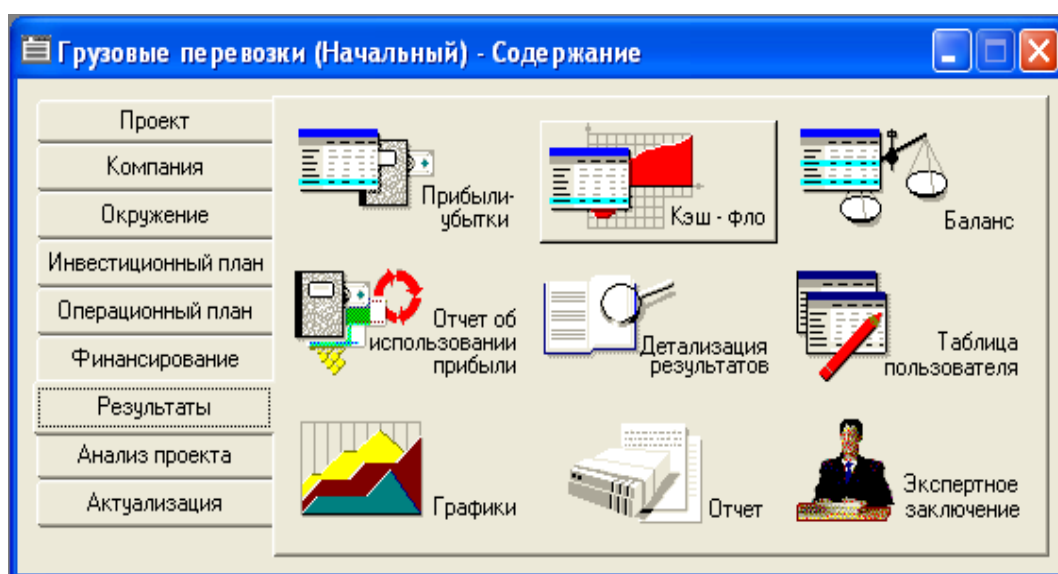 Грузовые перевозки (Начальный) - Содержание
Проект
Компания
Окружение
Инвестиционный план
Операционный план
Финансирование
Результаты
Анализ проекта
Актуализация
Прибыли-
убытки
Кэш - фло
Баланс
Отчет об
использовании
прибыли
Детализация
результатов
Таблица
пользователя
Графики
Отчет
Экспертное
заключение